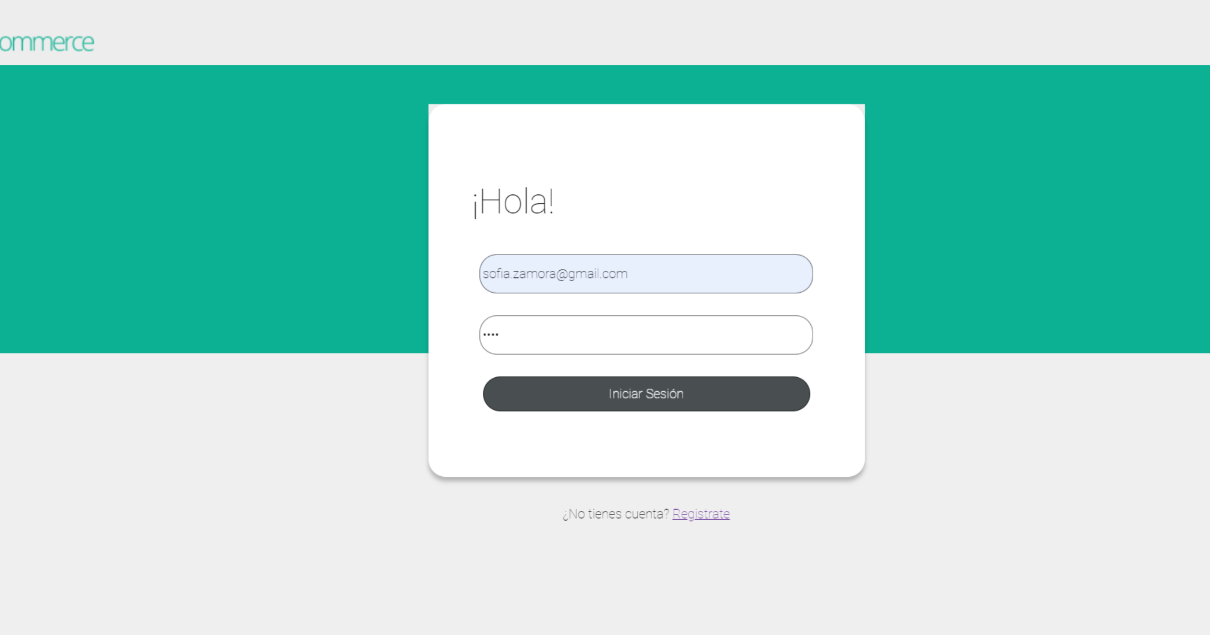 ommerce
¡Hola!
sofia.zamora@gmail.com
••••
Iniciar Sesión
¿No tienes cuenta? Registrate